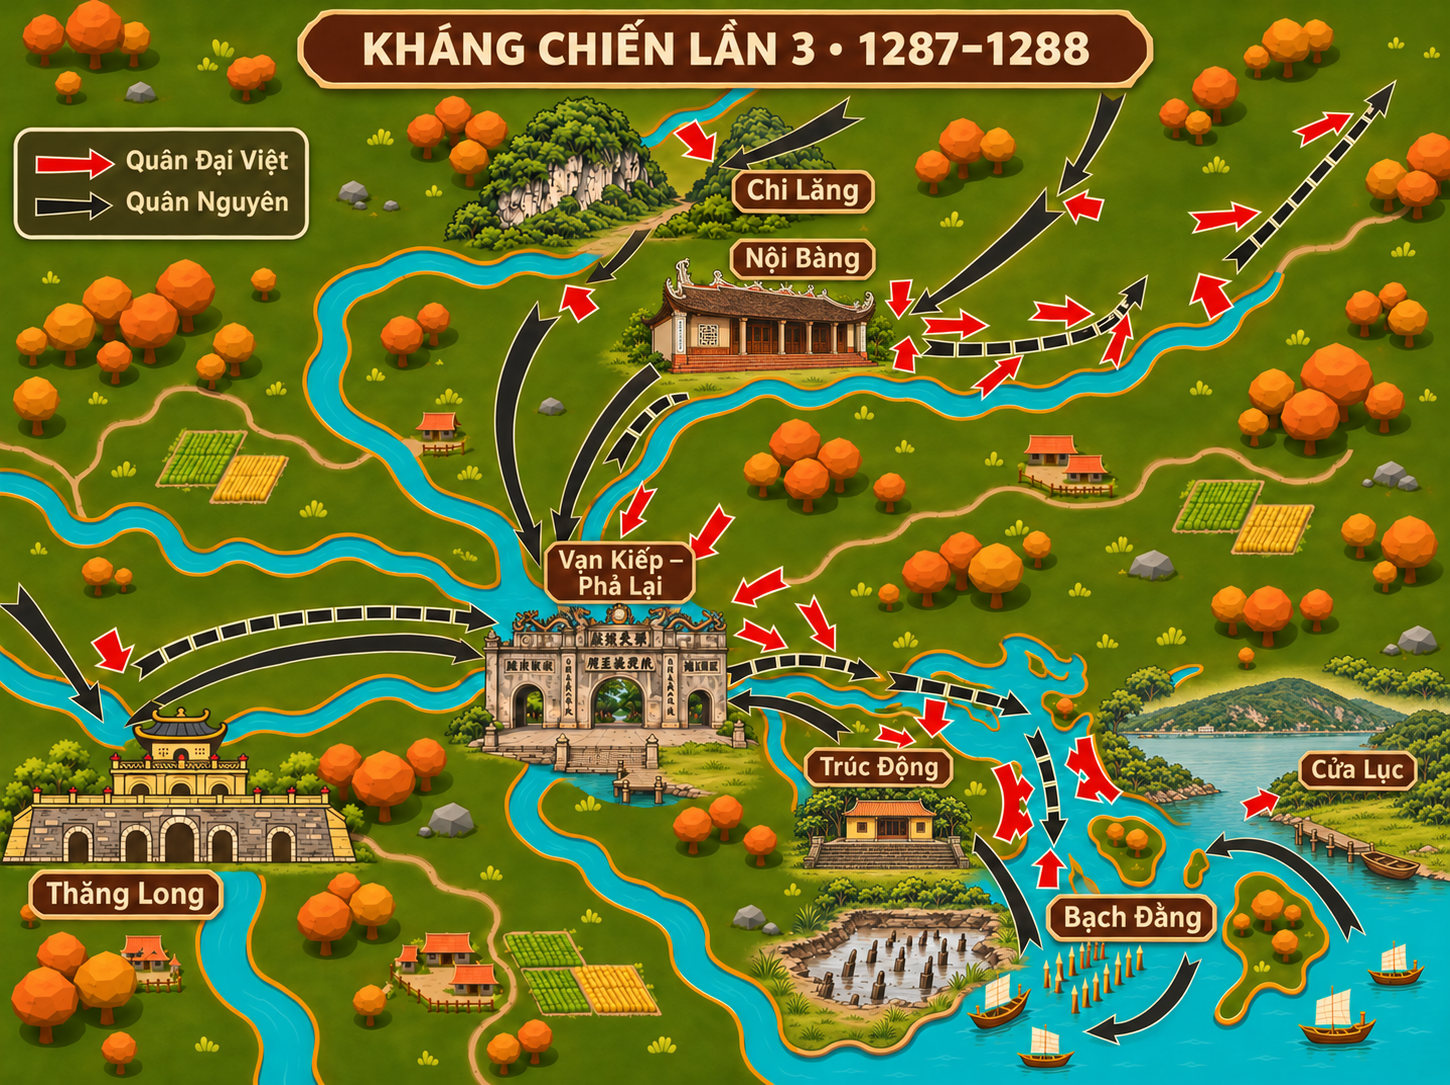 KHÁNG CHIẾN LẦN 3 • 1287–1288
Quân Đại Việt
Quân Nguyên
Chi Lăng
Nội Bàng
Vạn Kiếp –
Phả Lại
Trúc Động
Cửa Lục
Thăng Long
Bạch Đằng